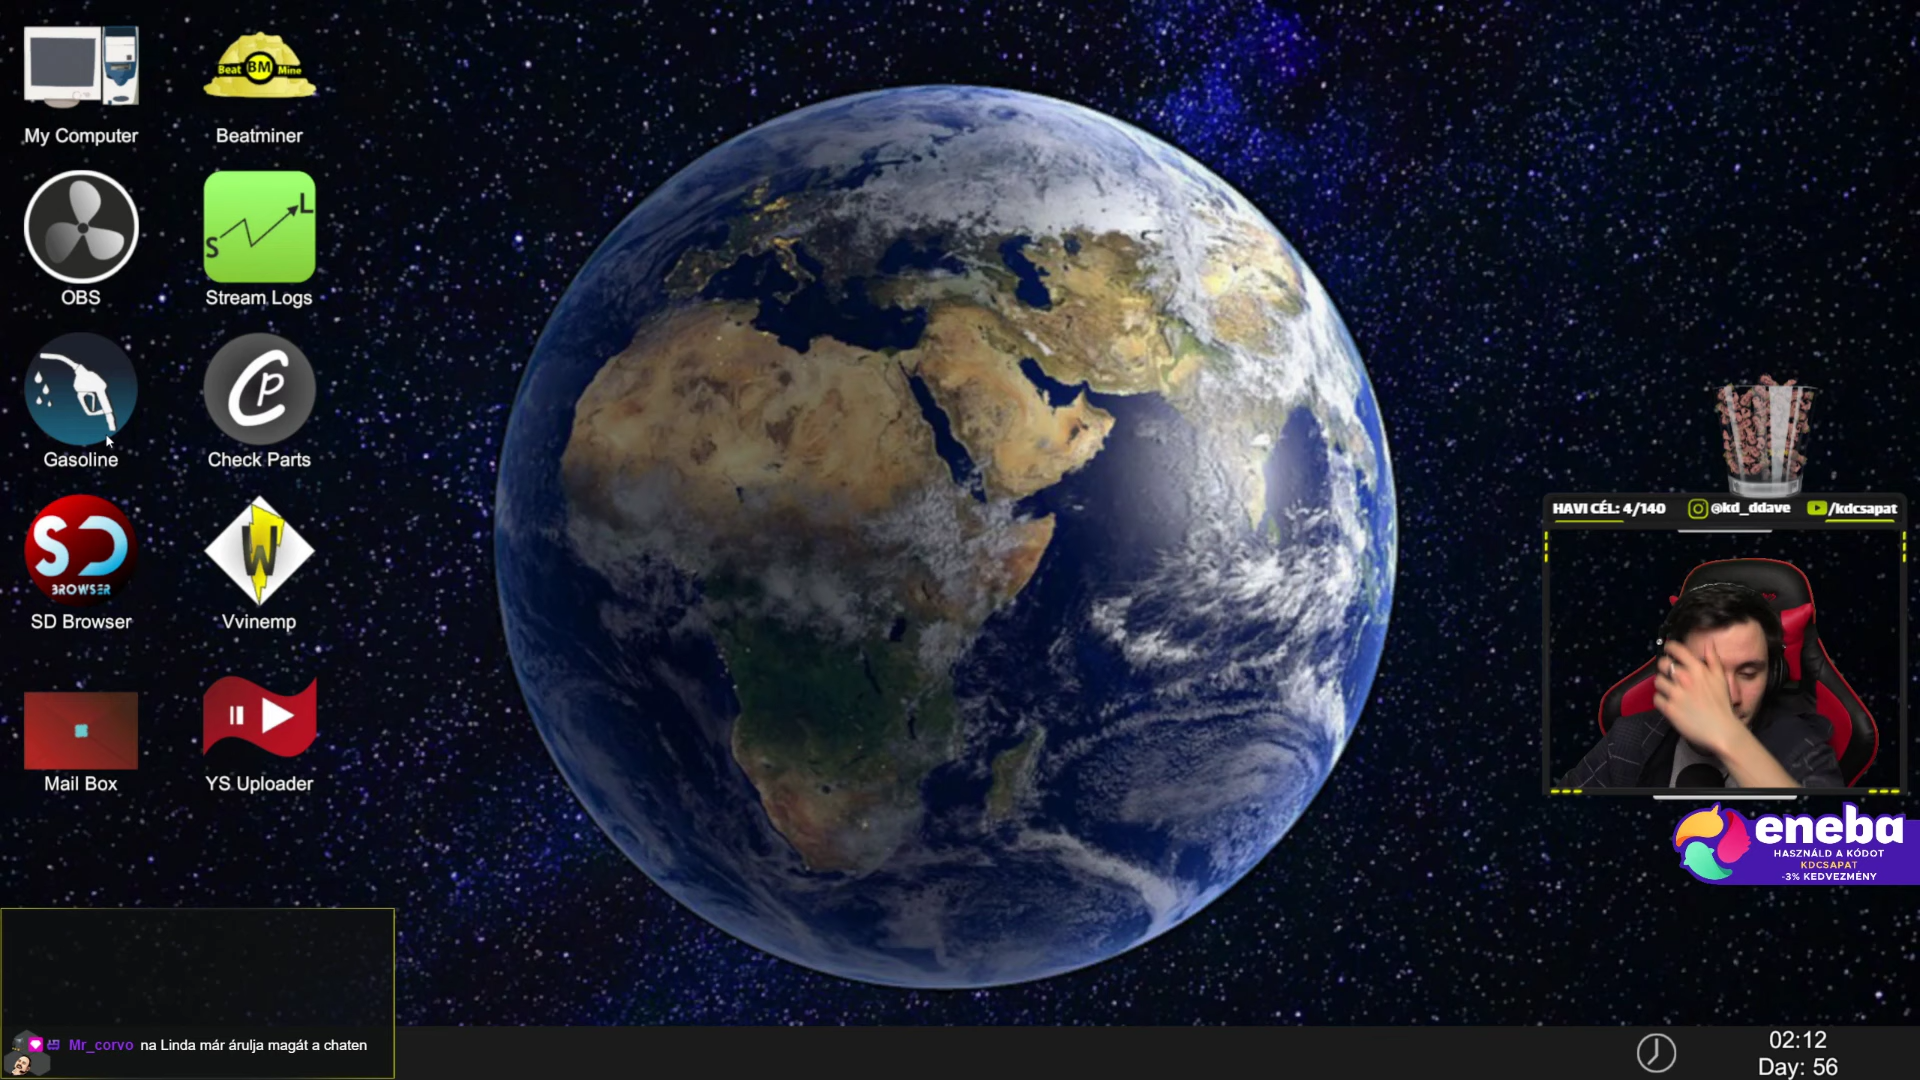 My Computer
Beat BM Mine
Beatminer
OBS
S L
Stream Logs
Gasoline
Cp
Check Parts
SD
BROWSER
SD Browser
W
Vvinemp
Mail Box
YS Uploader
HAVI CÉL: 4/140
@kd_ddave
/kdcsapat
eneba
HASZNÁLD A KÓDOT
KDCSAPAT
-3% KEDVEZMÉNY
Mr_corvo na Linda már árulja magát a chaten
02:12
Day: 56